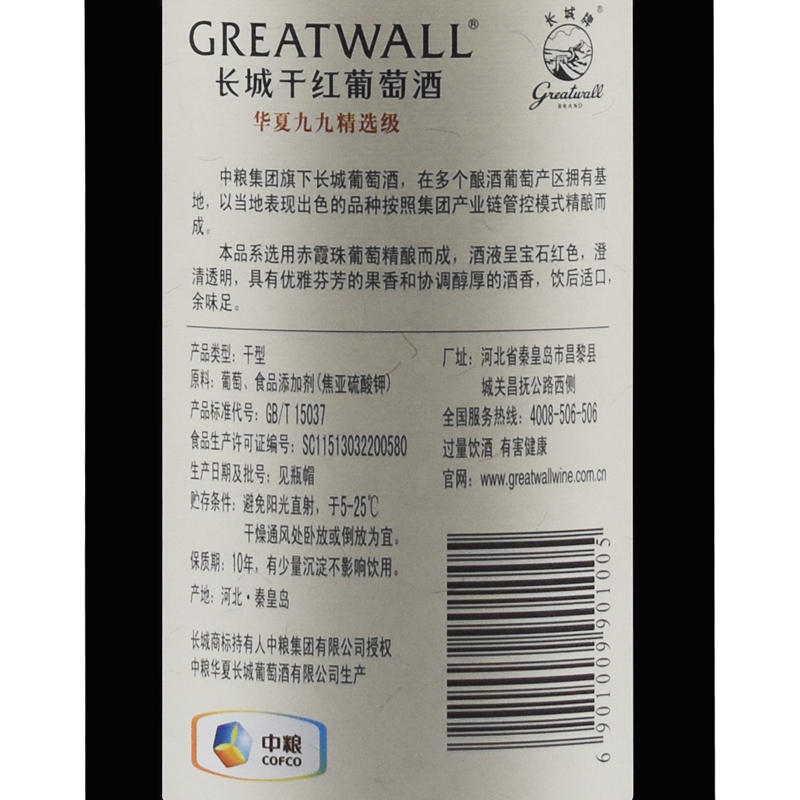 GREATWALL®
长城干红葡萄酒
华夏九九精选级
长城牌®
Greatwall
BRAND
中粮集团旗下长城葡萄酒，在多个酿酒葡萄产区拥有基
地，以当地表现出色的品种按照集团产业链管控模式精酿而
成。
本品系选用赤霞珠葡萄精酿而成，酒液呈宝石红色，澄
清透明，具有优雅芬芳的果香和协调醇厚的酒香，饮后适口，
余味足。
产品类型：干型
原料：葡萄、食品添加剂(焦亚硫酸钾)
产品标准代号：GB/T 15037
食品生产许可证编号：SC11513032200580
生产日期及批号：见瓶帽
贮存条件：避免阳光直射，于5-25℃
干燥通风处卧放或倒放为宜。
保质期：10年，有少量沉淀不影响饮用。
产地：河北·秦皇岛
长城商标持有人中粮集团有限公司授权
中粮华夏长城葡萄酒有限公司生产
厂址：河北省秦皇岛市昌黎县
城关昌抚公路西侧
全国服务热线：4008-506-506
过量饮酒 有害健康
官网：www.greatwallwine.com.cn
6901009901005
中粮
COFCO